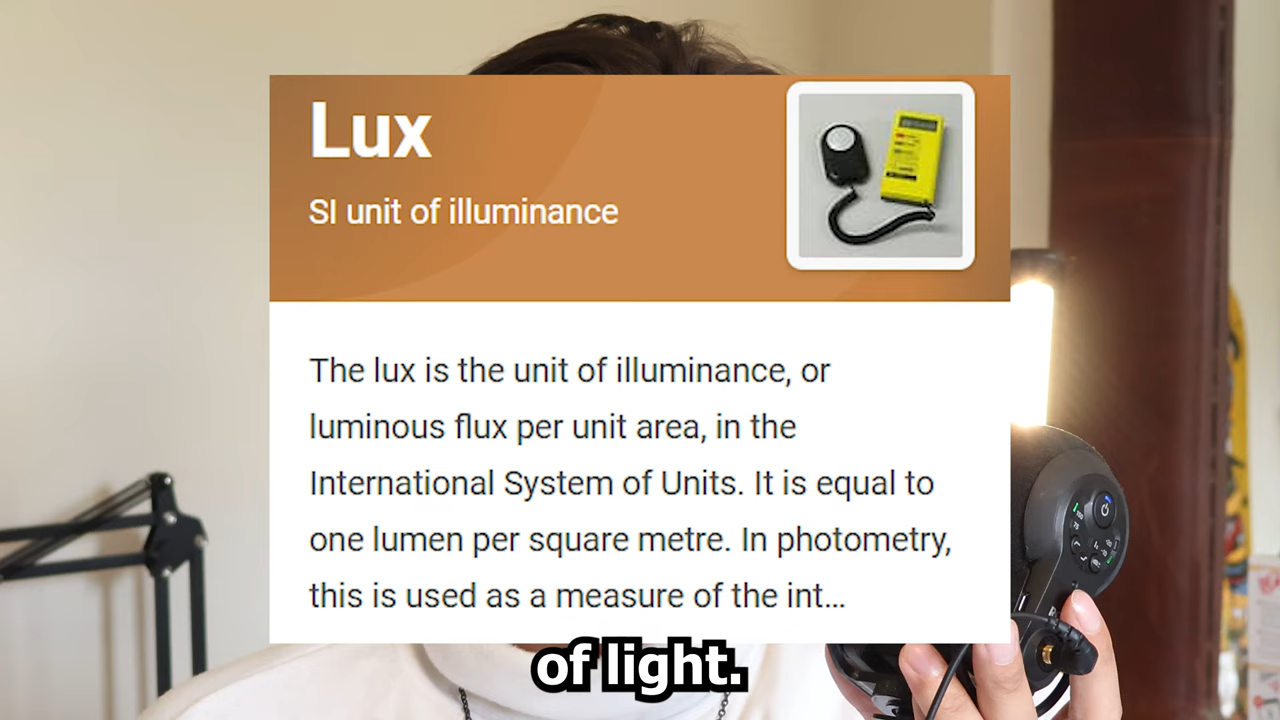 Lux
SI unit of illuminance
The lux is the unit of illuminance, or
luminous flux per unit area, in the
International System of Units. It is equal to
one lumen per square metre. In photometry,
this is used as a measure of the int...
of light.